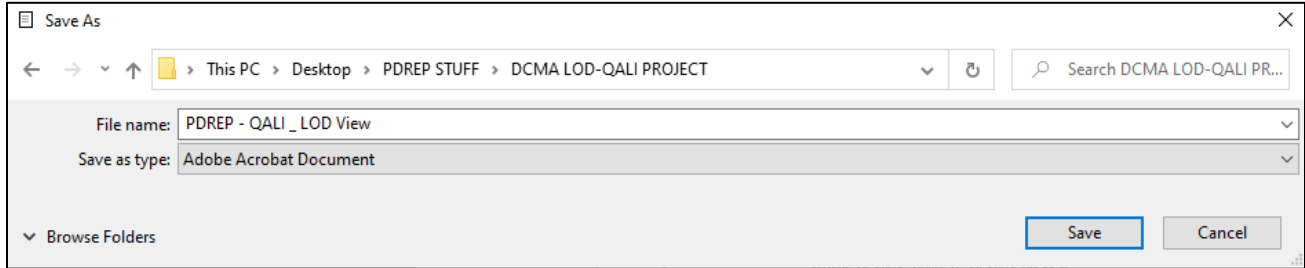 Save As
This PC > Desktop > PDREP STUFF > DCMA LOD-QALI PROJECT
Search DCMA LOD-QALI PR...
File name: PDREP - QALI _ LOD View
Save as type: Adobe Acrobat Document
Browse Folders
Save
Cancel